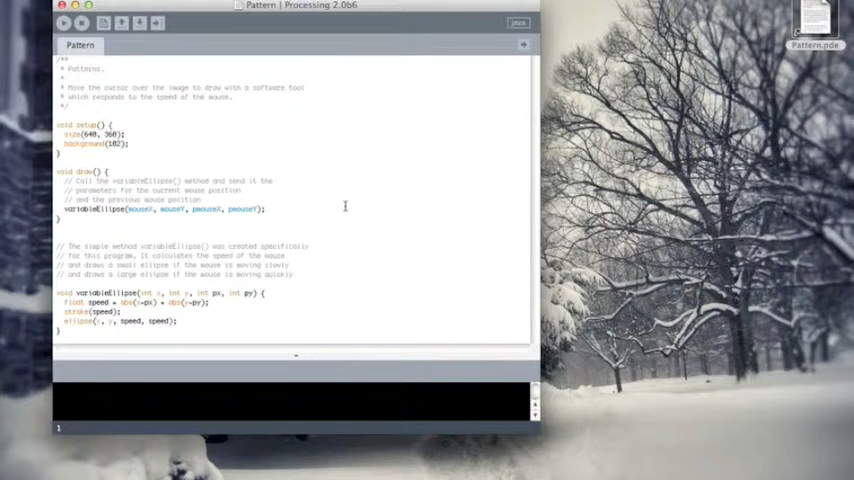 Pattern | Processing 2.0b6
java
Pattern
/**
* Patterns.
*
* Move the cursor over the image to draw with a software tool
* which responds to the speed of the mouse.
*/
void setup() {
size(640, 360);
background(102);
}
void draw() {
// Call the variableEllipse() method and send it the
// parameters for the current mouse position
// and the previous mouse position
variableEllipse(mouseX, mouseY, pmouseX, pmouseY);
}
// The simple method variableEllipse() was created specifically
// for this program. It calculates the speed of the mouse
// and draws a small ellipse if the mouse is moving slowly
// and draws a large ellipse if the mouse is moving quickly
void variableEllipse(int x, int y, int px, int py) {
float speed = abs(x-px) + abs(y-py);
stroke(speed);
ellipse(x, y, speed, speed);
}
1
Pattern.pde